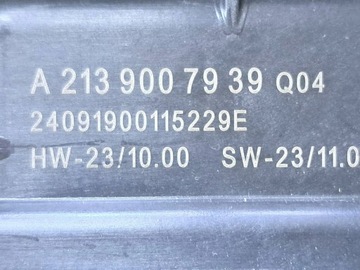 A 213 900 79 39 Q04
24091900115229E
HW-23/10.00 SW-23/11.0